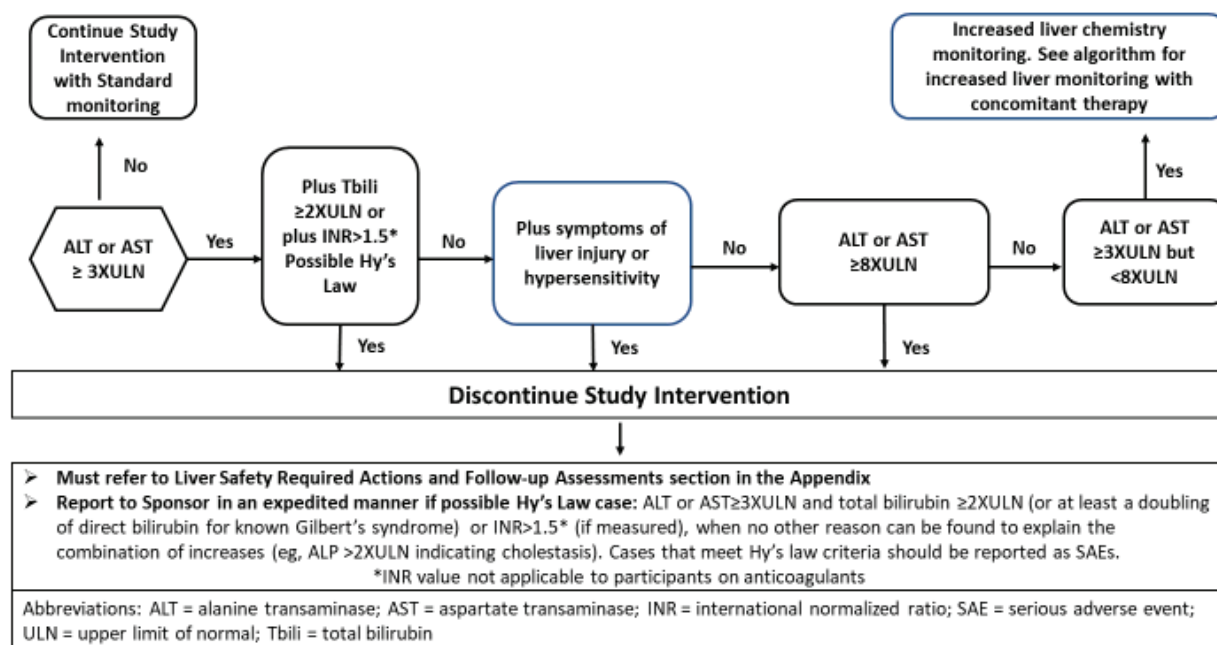 Continue Study
Intervention
with Standard
monitoring
Increased liver chemistry
monitoring. See algorithm for
increased liver monitoring with
concomitant therapy
No
Yes
ALT or AST
≥ 3XULN
Yes
Plus Tbili
≥2XULN or
plus INR>1.5*
Possible Hy's
Law
No
Plus symptoms of
liver injury or
hypersensitivity
No
ALT or AST
≥8XULN
No
ALT or AST
≥3XULN but
<8XULN
Yes
Yes
Yes
Discontinue Study Intervention
➢ Must refer to Liver Safety Required Actions and Follow-up Assessments section in the Appendix
➢ Report to Sponsor in an expedited manner if possible Hy's Law case: ALT or AST≥3XULN and total bilirubin ≥2XULN (or at least a doubling
of direct bilirubin for known Gilbert's syndrome) or INR>1.5* (if measured), when no other reason can be found to explain the
combination of increases (eg, ALP >2XULN indicating cholestasis). Cases that meet Hy's law criteria should be reported as SAEs.
*INR value not applicable to participants on anticoagulants
Abbreviations: ALT = alanine transaminase; AST = aspartate transaminase; INR = international normalized ratio; SAE = serious adverse event;
ULN = upper limit of normal; Tbili = total bilirubin